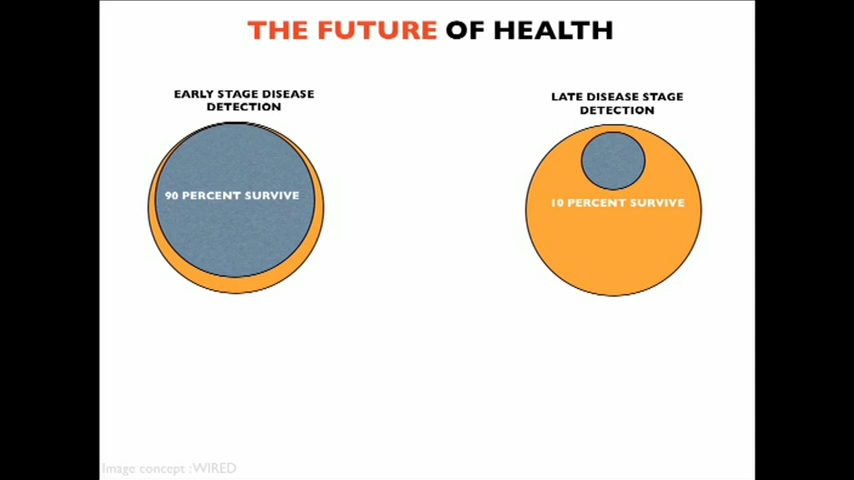 THE FUTURE OF HEALTH
EARLY STAGE DISEASE
DETECTION
90 PERCENT SURVIVE
LATE DISEASE STAGE
DETECTION
10 PERCENT SURVIVE
Image concept :WIRED